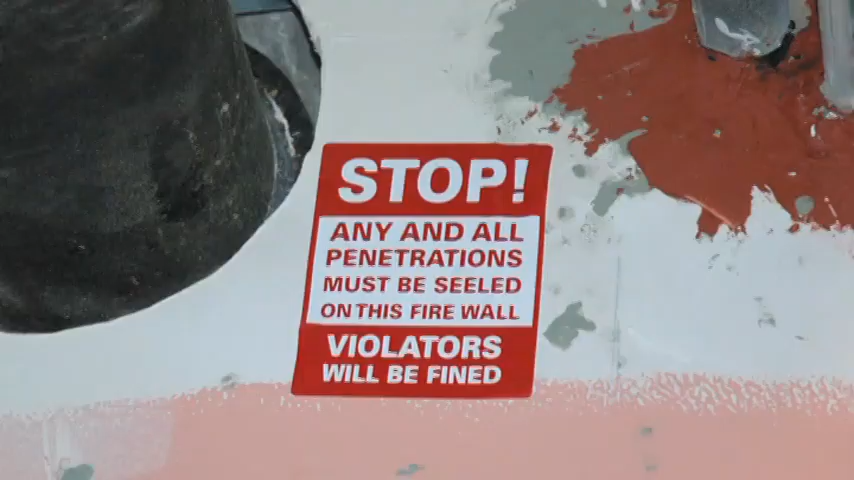 STOP!
ANY AND ALL
PENETRATIONS
MUST BE SEELED
ON THIS FIRE WALL
VIOLATORS
WILL BE FINED